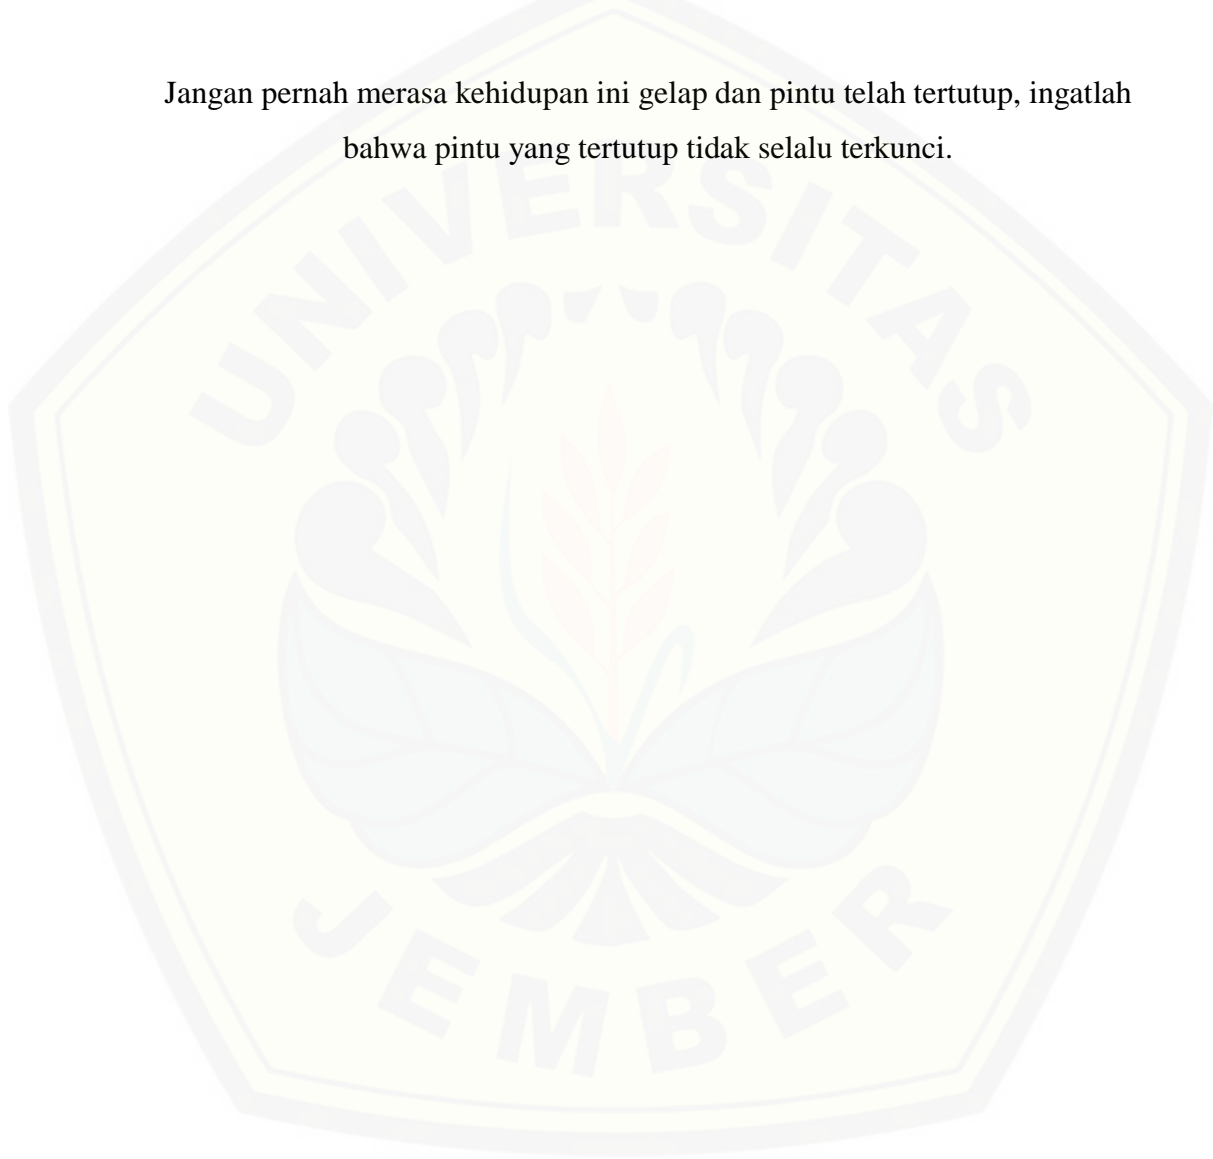 Jangan pernah merasa kehidupan ini gelap dan pintu telah tertutup, ingatlah
bahwa pintu yang tertutup tidak selalu terkunci.
UNIVERSITAS
JEMBER